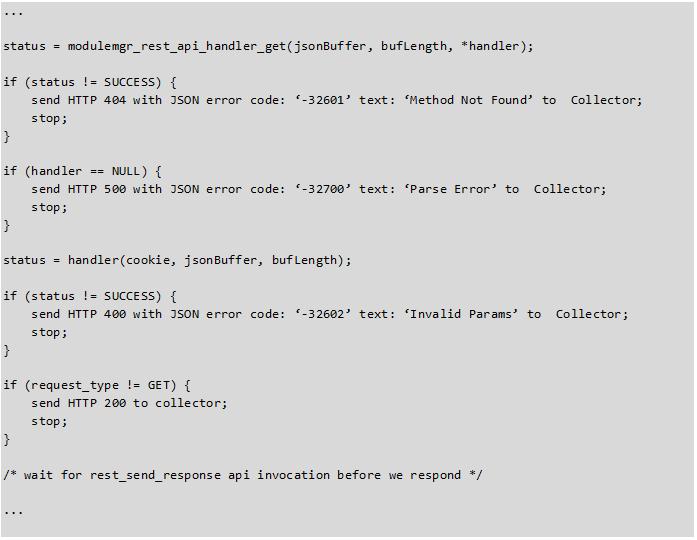 ...
status = modulemgr_rest_api_handler_get(jsonBuffer, bufLength, *handler);
if (status != SUCCESS) {
    send HTTP 404 with JSON error code: ‘-32601’ text: ‘Method Not Found’ to  Collector;
    stop;
}
if (handler == NULL) {
    send HTTP 500 with JSON error code: ‘-32700’ text: ‘Parse Error’ to  Collector;
    stop;
}
status = handler(cookie, jsonBuffer, bufLength);
if (status != SUCCESS) {
    send HTTP 400 with JSON error code: ‘-32602’ text: ‘Invalid Params’ to  Collector;
    stop;
}
if (request_type != GET) {
    send HTTP 200 to collector;
    stop;
}
/* wait for rest_send_response api invocation before we respond */
...